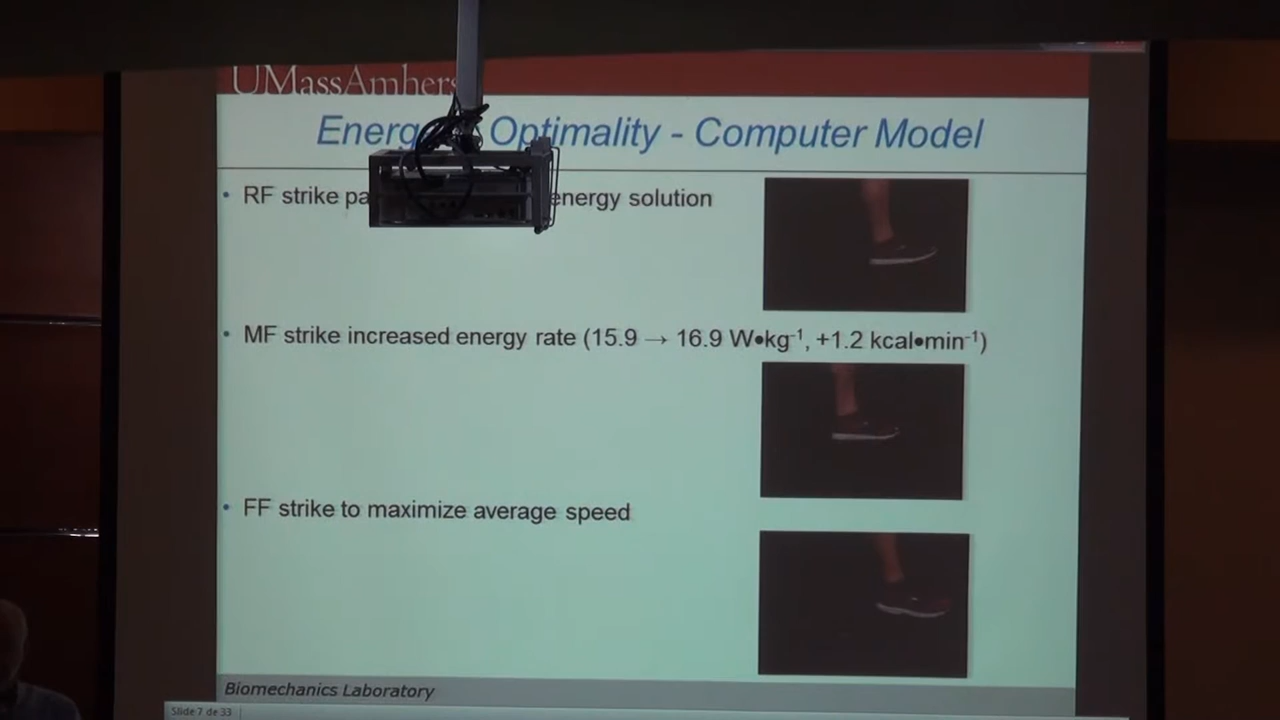 UMassAmhers
Energ Optimality - Computer Model
• RF strike pa energy solution
• MF strike increased energy rate (15.9 → 16.9 W•kg⁻¹, +1.2 kcal•min⁻¹)
• FF strike to maximize average speed
Biomechanics Laboratory
Slide 7 de 33